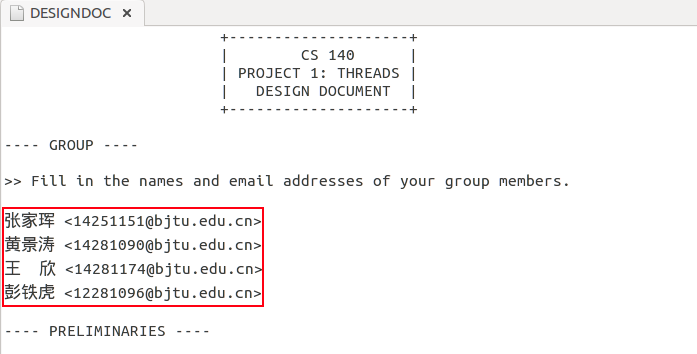 DESIGNDOC ×
+--------------------+
|        CS 140      |
| PROJECT 1: THREADS |
|   DESIGN DOCUMENT  |
+--------------------+
---- GROUP ----
>> Fill in the names and email addresses of your group members.
张家珲 <14251151@bjtu.edu.cn>
黄景涛 <14281090@bjtu.edu.cn>
王  欣 <14281174@bjtu.edu.cn>
彭铁虎 <12281096@bjtu.edu.cn>
---- PRELIMINARIES ----